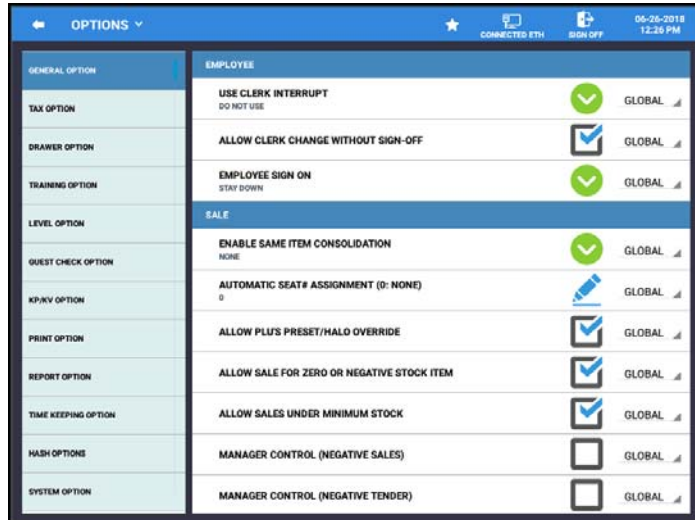 OPTIONS
CONNECTED ETH
SIGN OFF
06-26-2018
12:26 PM
GENERAL OPTION
TAX OPTION
DRAWER OPTION
TRAINING OPTION
LEVEL OPTION
GUEST CHECK OPTION
KP/KV OPTION
PRINT OPTION
REPORT OPTION
TIME KEEPING OPTION
HASH OPTIONS
SYSTEM OPTION
EMPLOYEE
USE CLERK INTERRUPT
DO NOT USE
GLOBAL
ALLOW CLERK CHANGE WITHOUT SIGN-OFF
GLOBAL
EMPLOYEE SIGN ON
STAY DOWN
GLOBAL
SALE
ENABLE SAME ITEM CONSOLIDATION
NONE
GLOBAL
AUTOMATIC SEAT# ASSIGNMENT (0: NONE)
0
GLOBAL
ALLOW PLU'S PRESET/HALO OVERRIDE
GLOBAL
ALLOW SALE FOR ZERO OR NEGATIVE STOCK ITEM
GLOBAL
ALLOW SALES UNDER MINIMUM STOCK
GLOBAL
MANAGER CONTROL (NEGATIVE SALES)
GLOBAL
MANAGER CONTROL (NEGATIVE TENDER)
GLOBAL